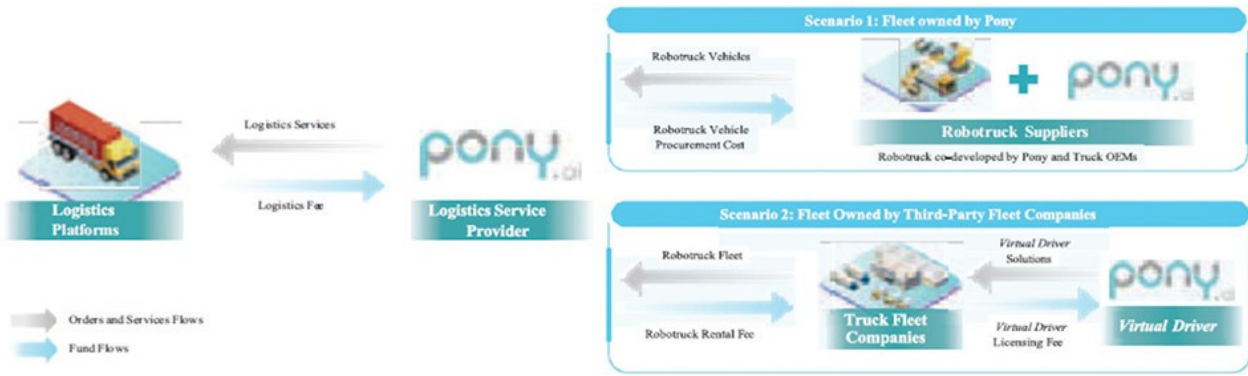 Logistics Services
Logistics Fee
Logistics
Platforms
pony.ai
Logistics Service
Provider
Orders and Services Flows
Fund Flows
Scenario 1: Fleet owned by Pony
Robotruck Vehicles
Robotruck Vehicle
Procurement Cost
pony.ai
Robotruck Suppliers
Robotruck co-developed by Pony and Truck OEMs
Scenario 2: Fleet Owned by Third-Party Fleet Companies
Robotruck Fleet
Robotruck Rental Fee
Truck Fleet
Companies
Virtual Driver
Solutions
Virtual Driver
Licensing Fee
pony.ai
Virtual Driver